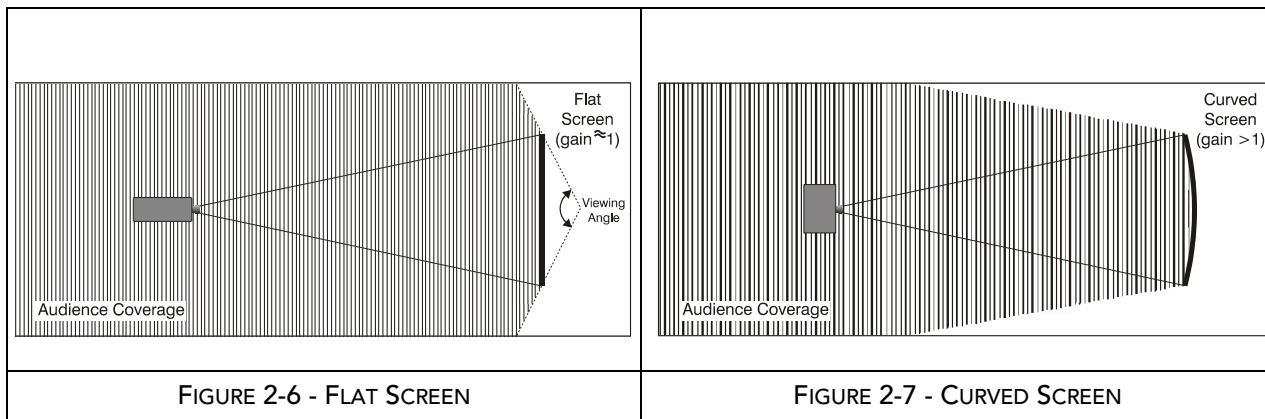 Flat
Screen
(gain≈1)
Viewing
Angle
Audience Coverage
FIGURE 2-6 - FLAT SCREEN
Curved
Screen
(gain >1)
Audience Coverage
FIGURE 2-7 - CURVED SCREEN